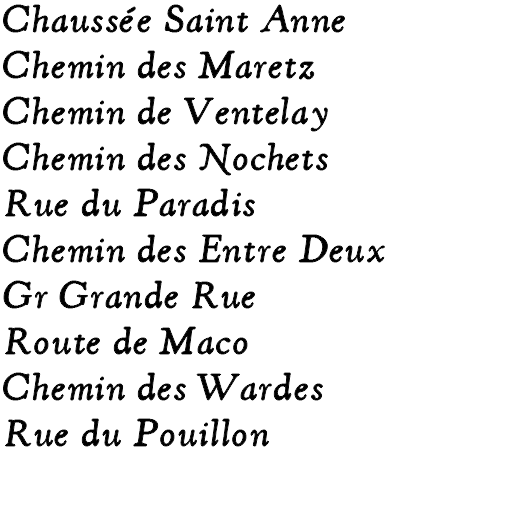 Chaussée Saint Anne
Chemin des Maretz
Chemin de Ventelay
Chemin des Nochets
Rue du Paradis
Chemin des Entre Deux
Gr Grande Rue
Route de Maco
Chemin des Wardes
Rue du Pouillon